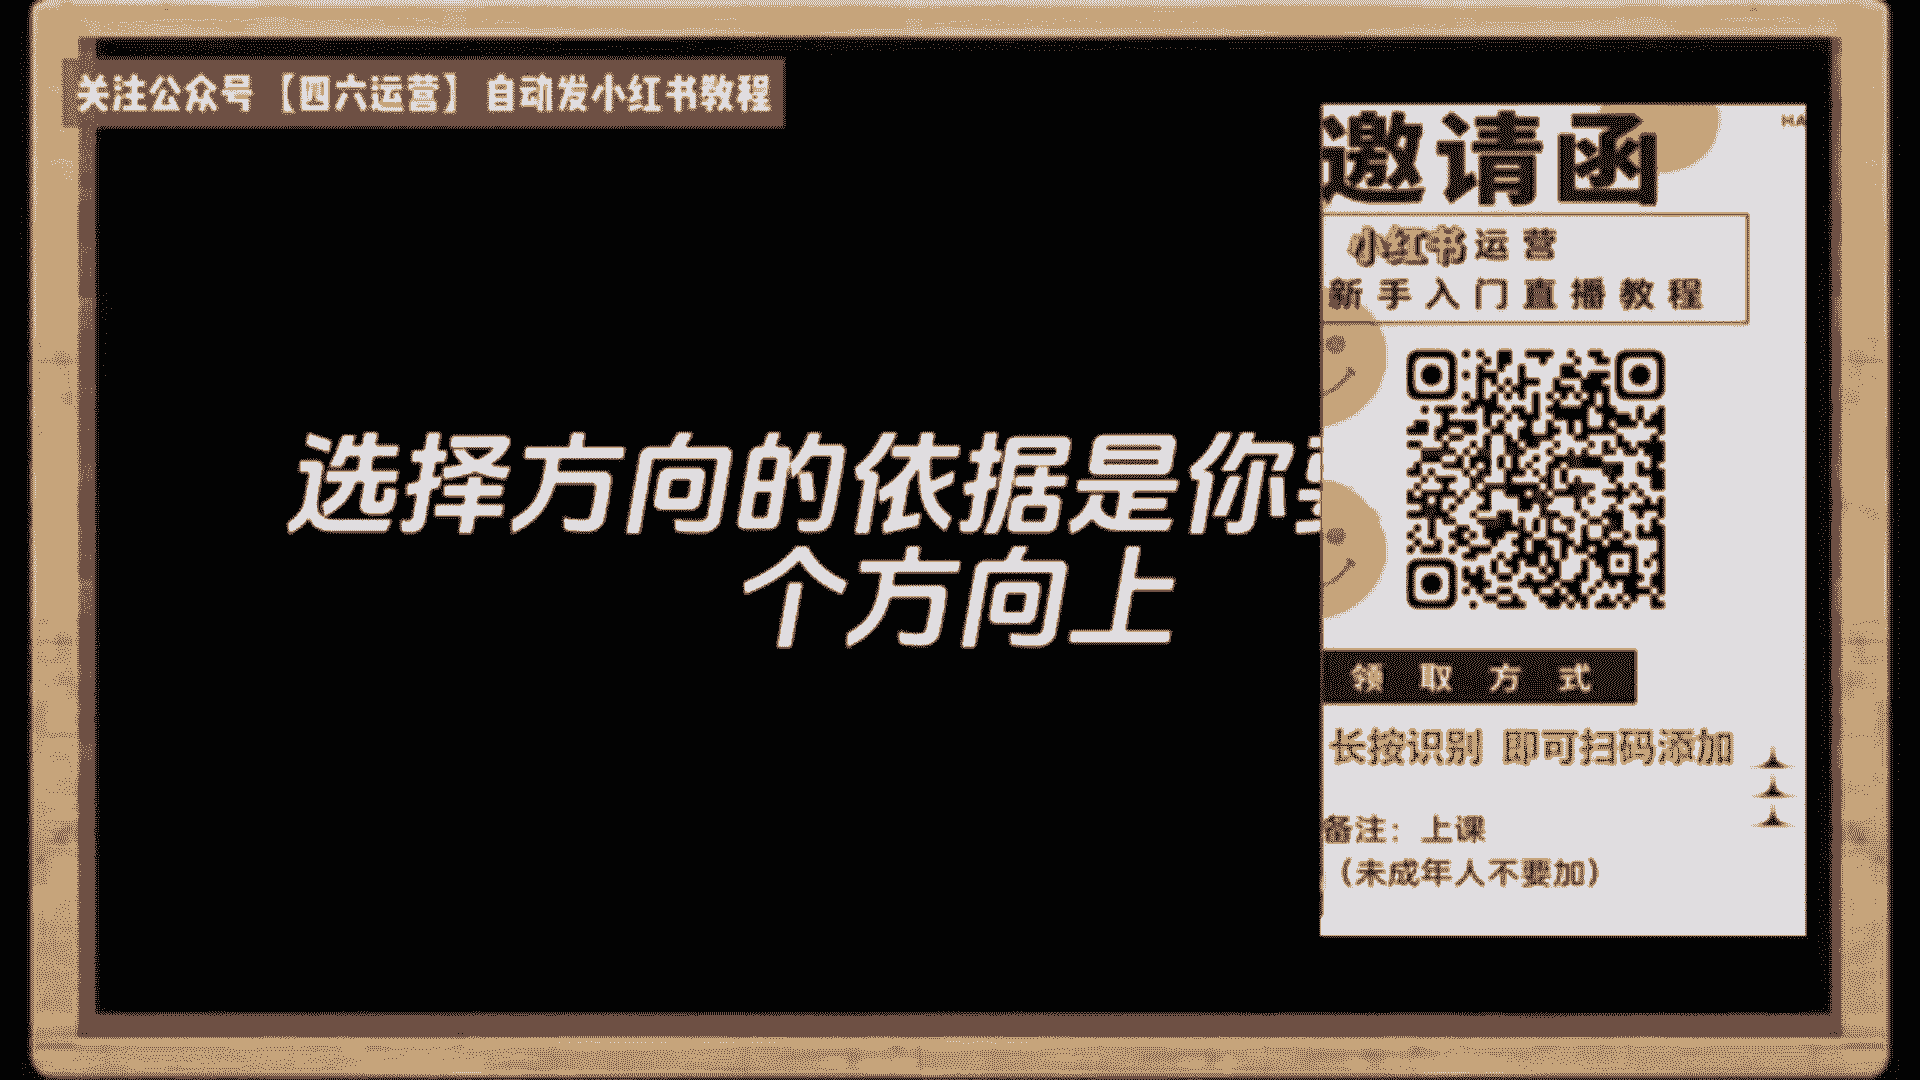 关注公众号【四六运营】自动发小红书教程
选择方向的依据是你
个方向上
HA
邀请函
小红书运营
新手入门直播教程
领取方式
长按识别 即可扫码添加
备注：上课
（未成年人不要加）